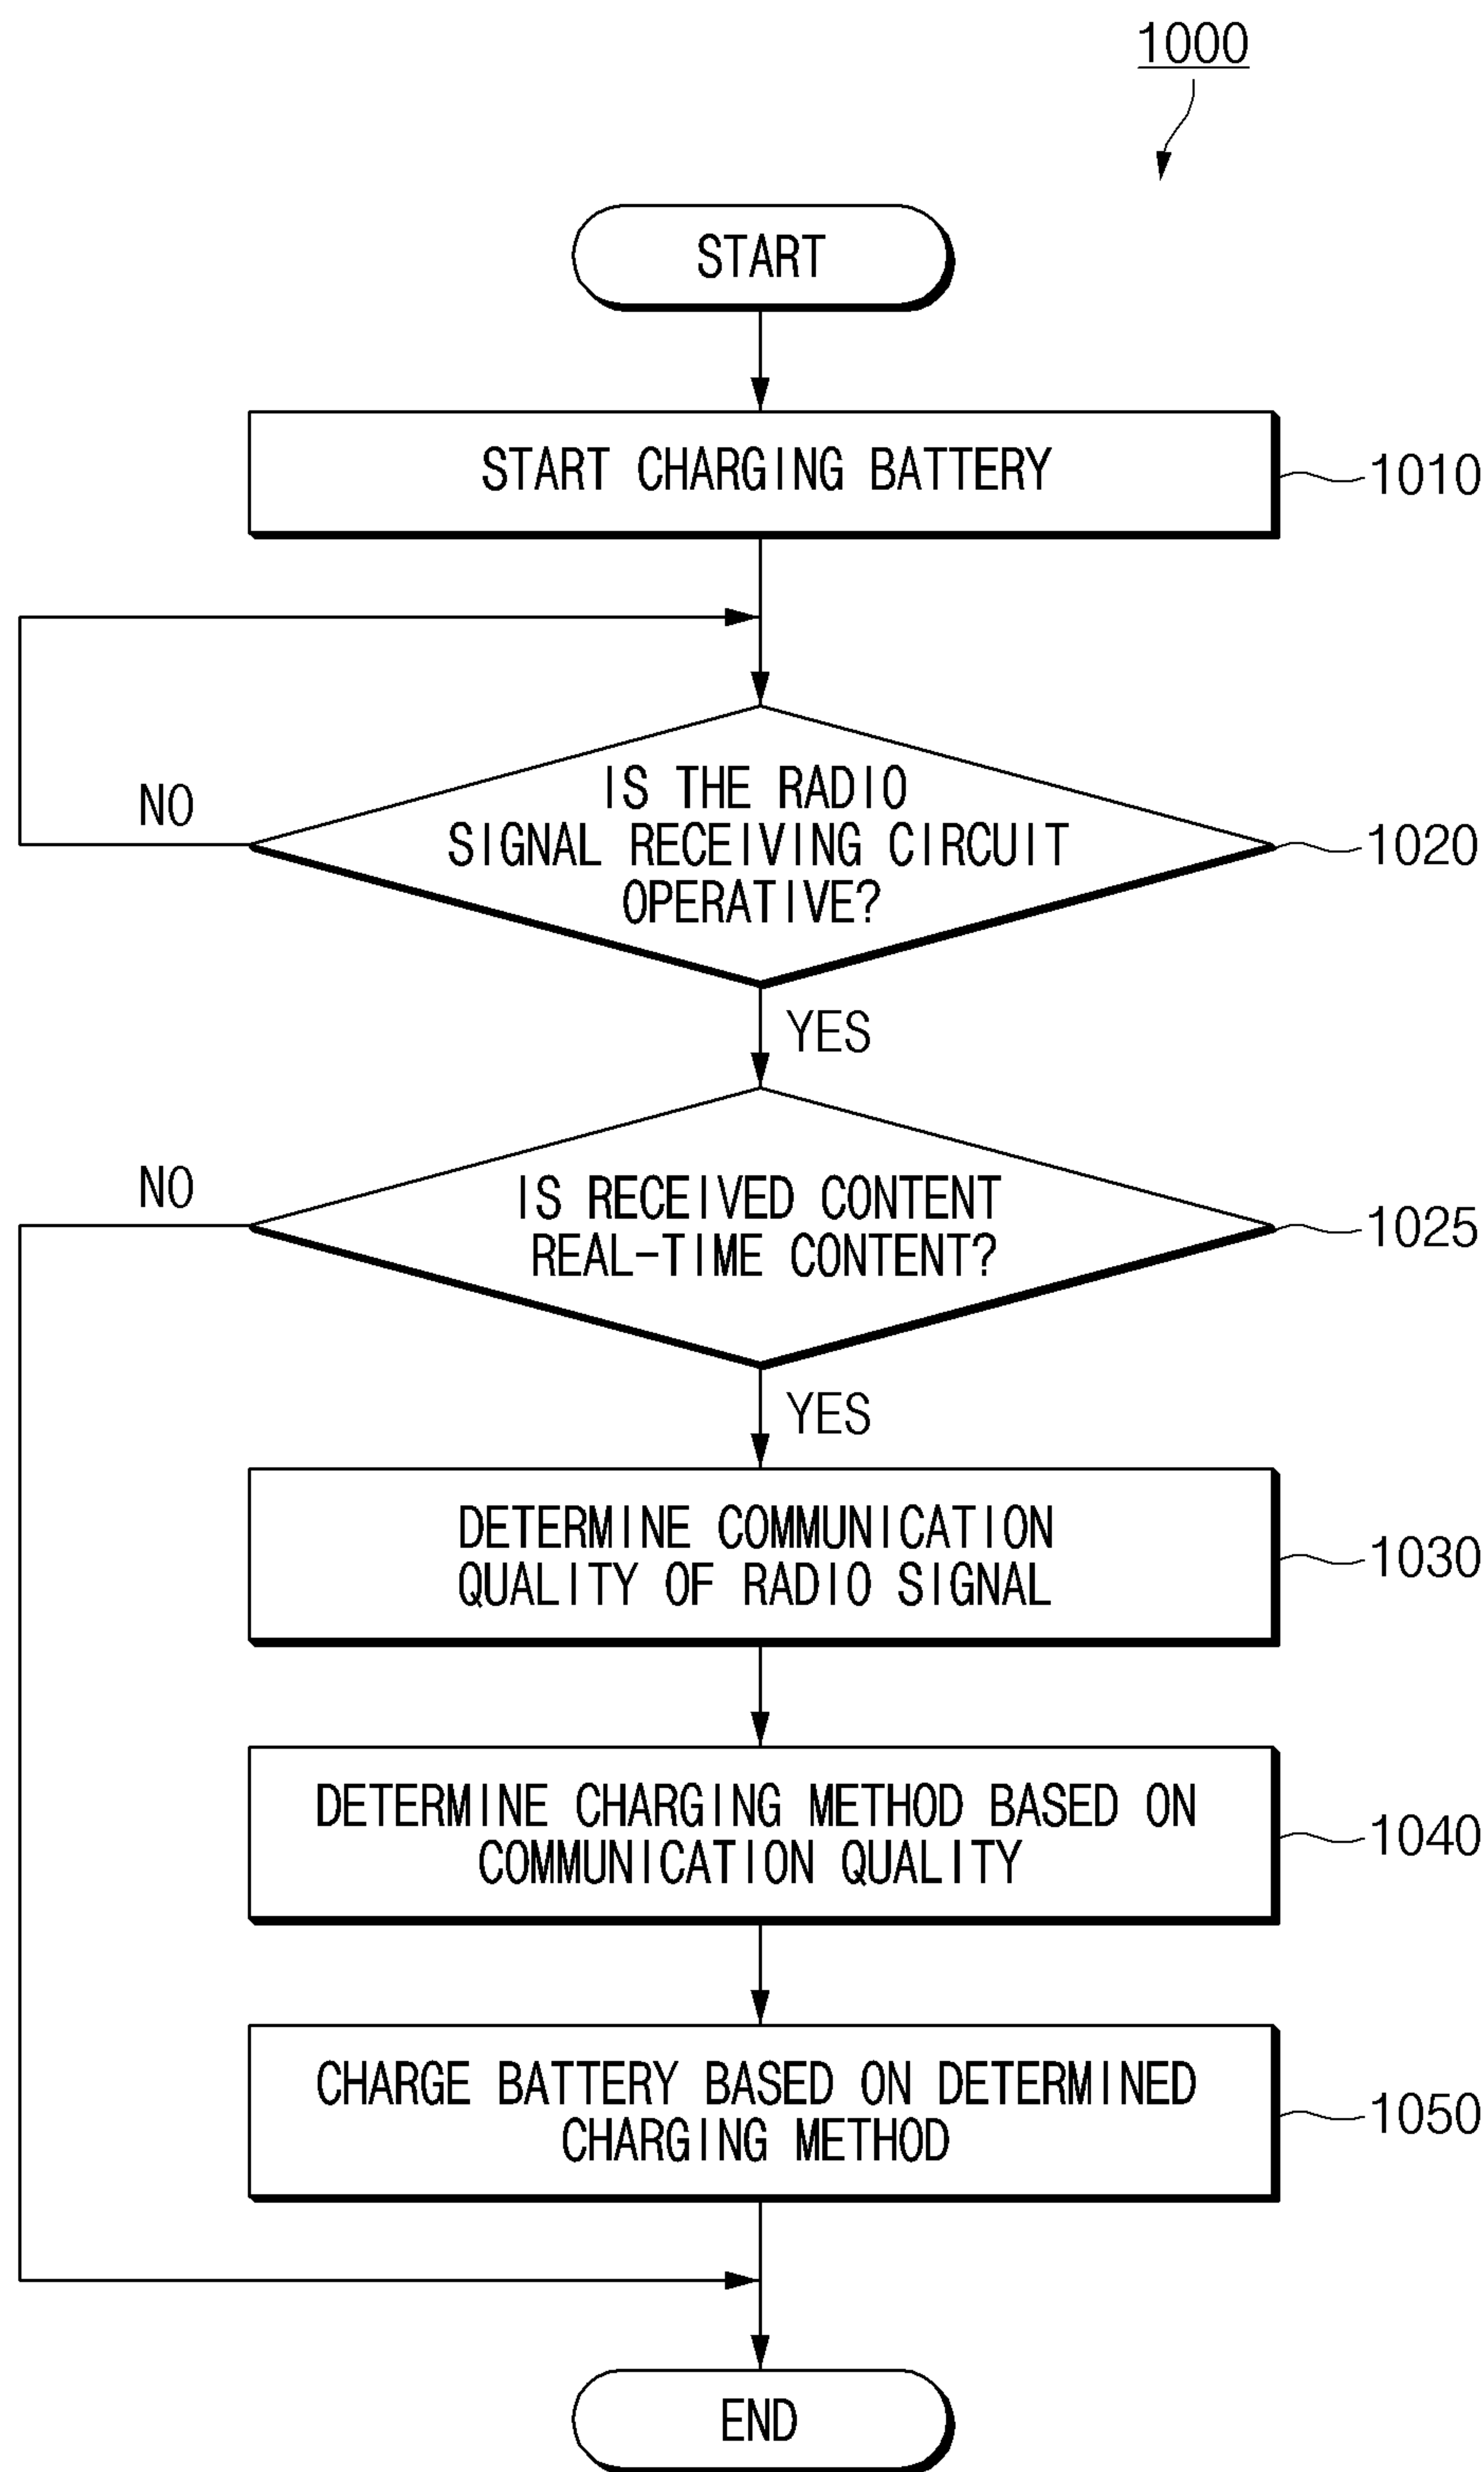 1000
START
START CHARGING BATTERY
1010
IS THE RADIO
SIGNAL RECEIVING CIRCUIT
OPERATIVE?
NO
1020
YES
IS RECEIVED CONTENT
REAL-TIME CONTENT?
NO
1025
YES
DETERMINE COMMUNICATION
QUALITY OF RADIO SIGNAL
1030
DETERMINE CHARGING METHOD BASED ON
COMMUNICATION QUALITY
1040
CHARGE BATTERY BASED ON DETERMINED
CHARGING METHOD
1050
END